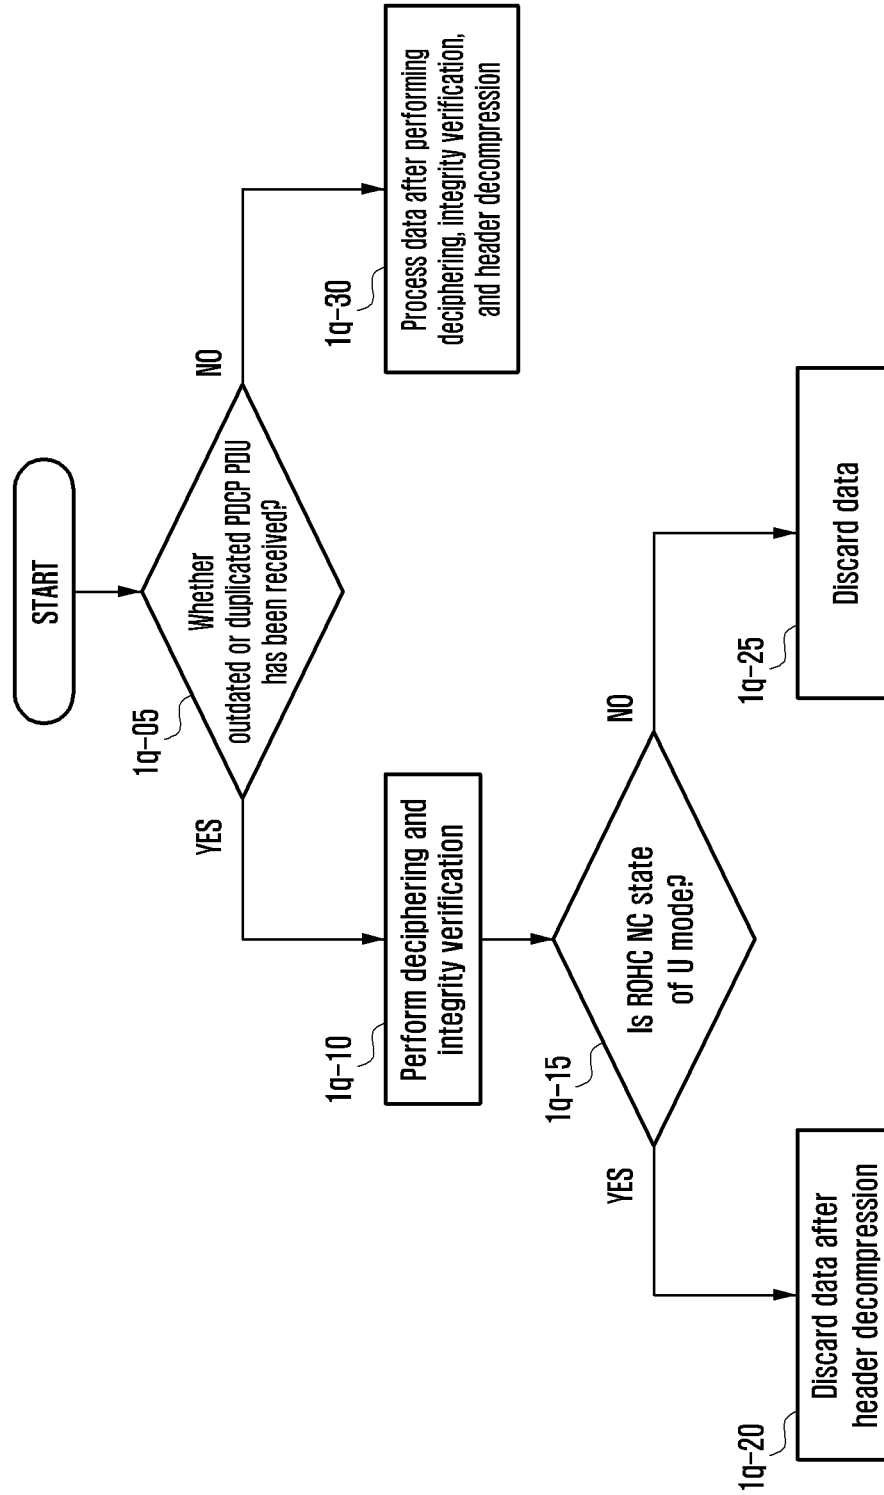 START
1q-05
Whether
outdated or duplicated PDCP PDU
has been received?
YES
NO
1q-10
Perform deciphering and
integrity verification
1q-30
Process data after performing
deciphering, integrity verification,
and header decompression
1q-15
Is ROHC NC state
of U mode?
YES
NO
1q-20
Discard data after
header decompression
1q-25
Discard data